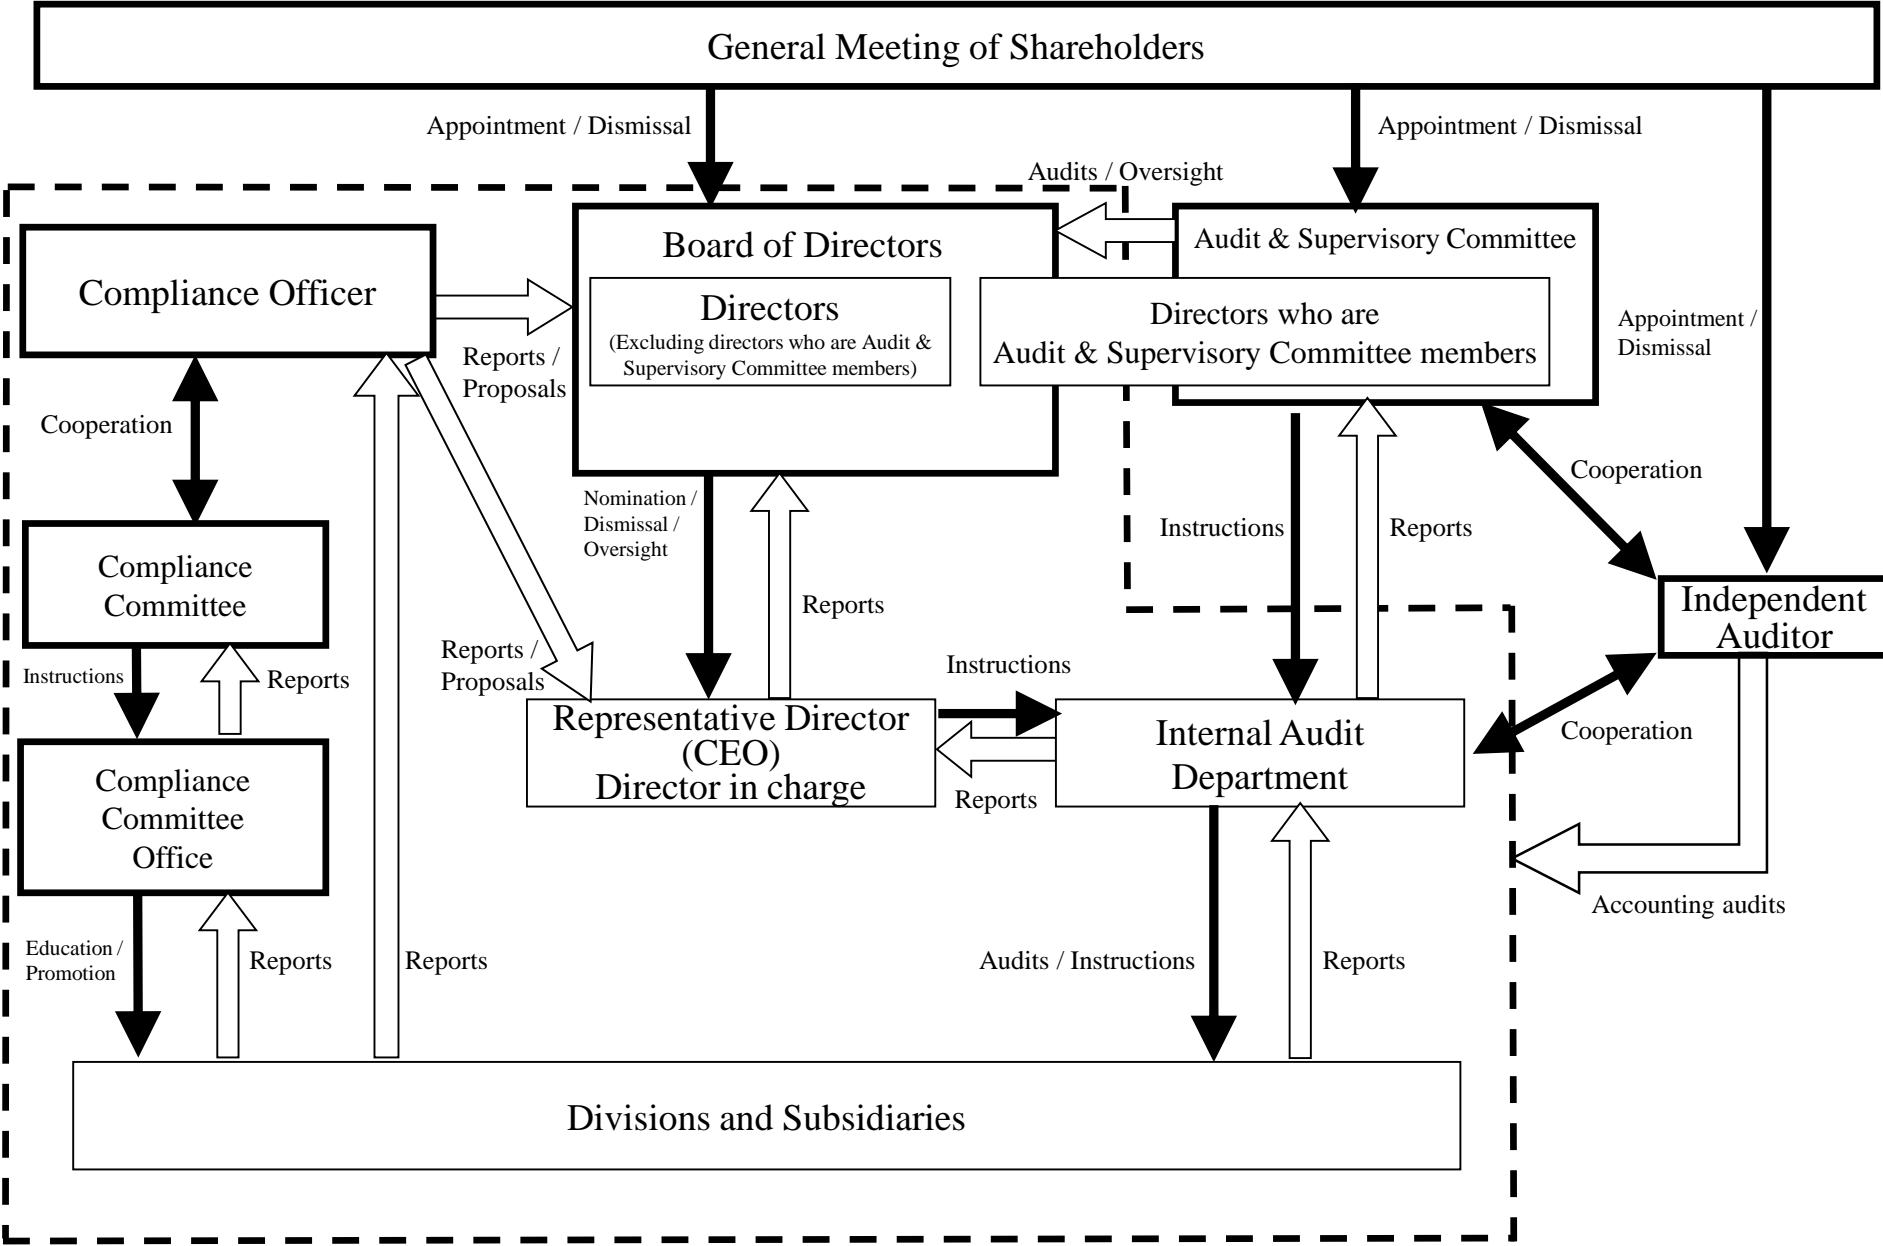 General Meeting of Shareholders
Appointment / Dismissal
Appointment / Dismissal
Audits / Oversight
Board of Directors
Audit & Supervisory Committee
Compliance Officer
Directors
(Excluding directors who are Audit &
Supervisory Committee members)
Directors who are
Audit & Supervisory Committee members
Appointment /
Dismissal
Reports /
Proposals
Cooperation
Cooperation
Nomination /
Dismissal /
Oversight
Instructions
Reports
Compliance
Committee
Reports
Independent
Auditor
Instructions
Reports
Reports /
Proposals
Instructions
Representative Director
(CEO)
Director in charge
Internal Audit
Department
Cooperation
Reports
Compliance
Committee
Office
Accounting audits
Education /
Promotion
Reports
Reports
Audits / Instructions
Reports
Divisions and Subsidiaries